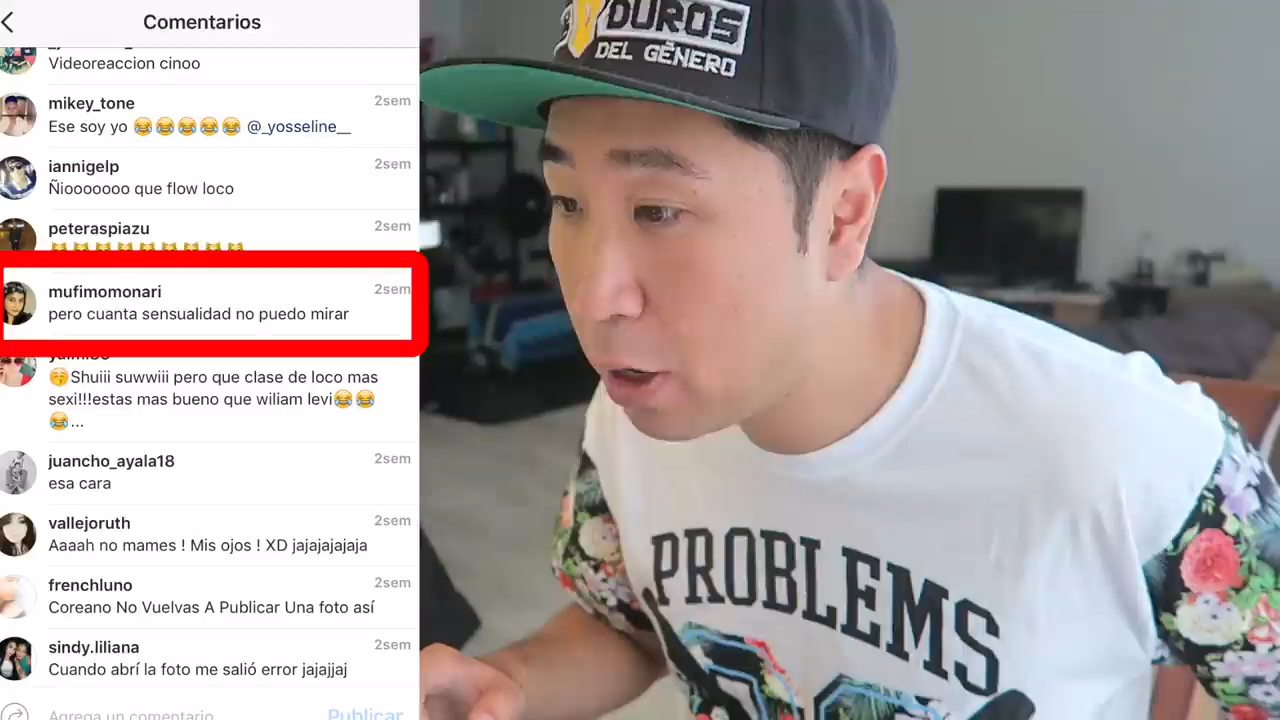 Comentarios
Videoreaccion cinoo
mikey_tone
2sem
Ese soy yo 😂😂😂😂😂 @_yosseline__
iannigelp
2sem
Ñiooooooo que flow loco
peteraspiazu
2sem
mufimomonari
2sem
pero cuanta sensualidad no puedo mirar
😚Shuiii suwwiii pero que clase de loco mas
sexi!!!estas mas bueno que wiliam levi😂😂
😂...
juancho_ayala18
2sem
esa cara
vallejoruth
2sem
Aaaah no mames ! Mis ojos ! XD jajajajajaja
frenchluno
2sem
Coreano No Vuelvas A Publicar Una foto así
sindy.liliana
2sem
Cuando abrí la foto me salió error jajajjaj
Agrega un comentario
Publicar
DUROS
DEL GÉNERO
PROBLEMS